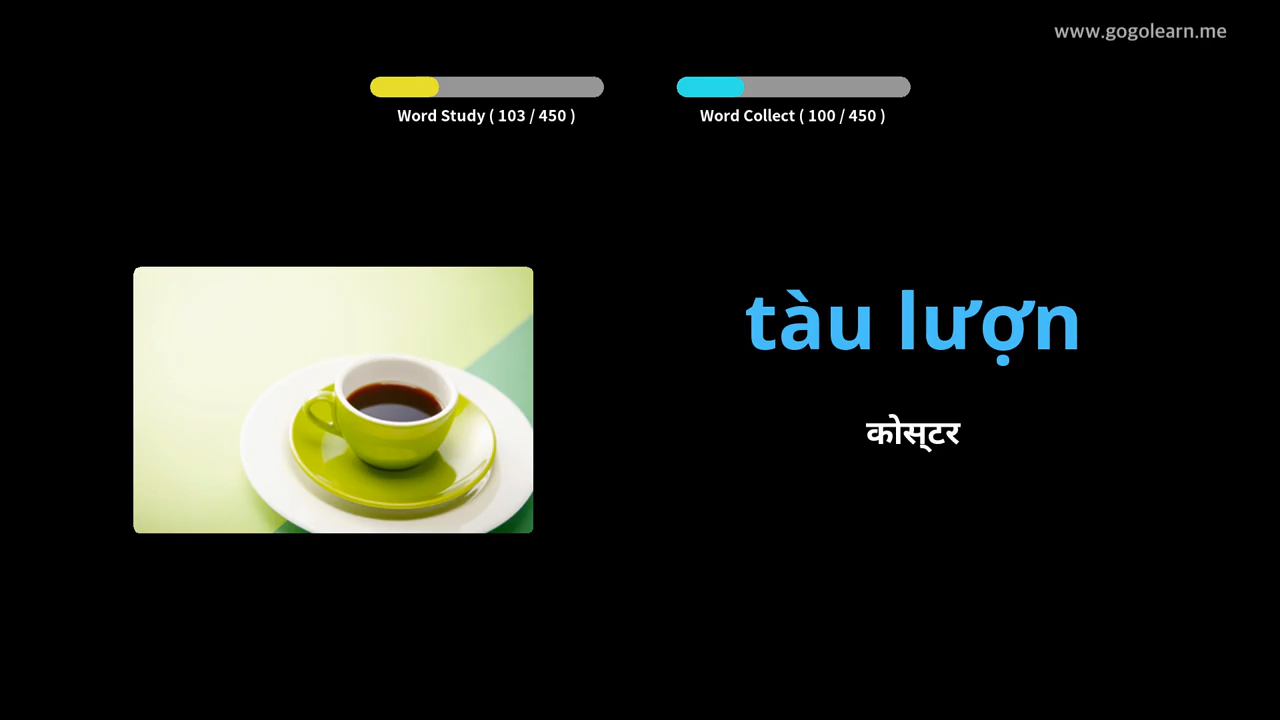 www.gogolearn.me
Word Study ( 103 / 450 )
Word Collect ( 100 / 450 )
tàu lượn
कोस्टर